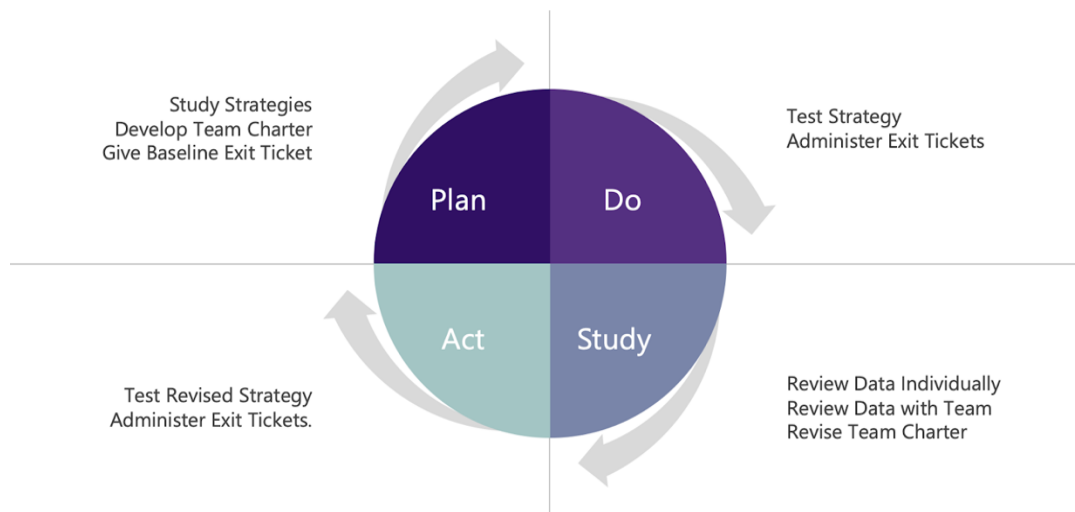 Study Strategies
Develop Team Charter
Give Baseline Exit Ticket
Plan
Do
Test Strategy
Administer Exit Tickets
Act
Study
Test Revised Strategy
Administer Exit Tickets.
Review Data Individually
Review Data with Team
Revise Team Charter